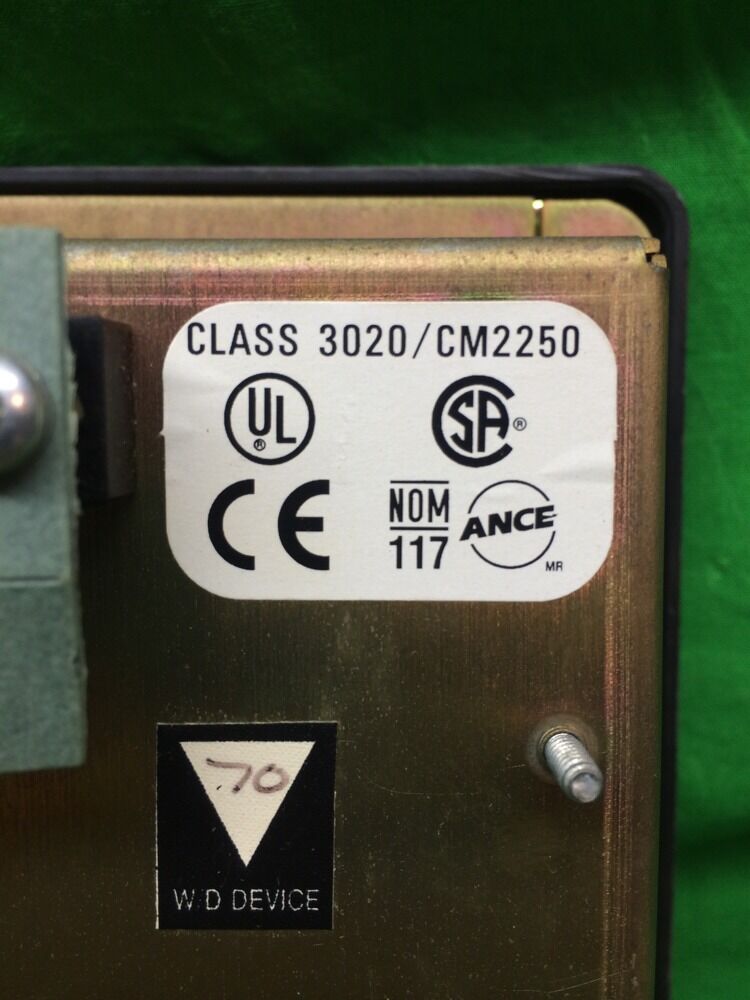 CLASS 3020/CM2250
UL ®
SA ®
CE
NOM
117
ANCE
MR
70
W/D DEVICE